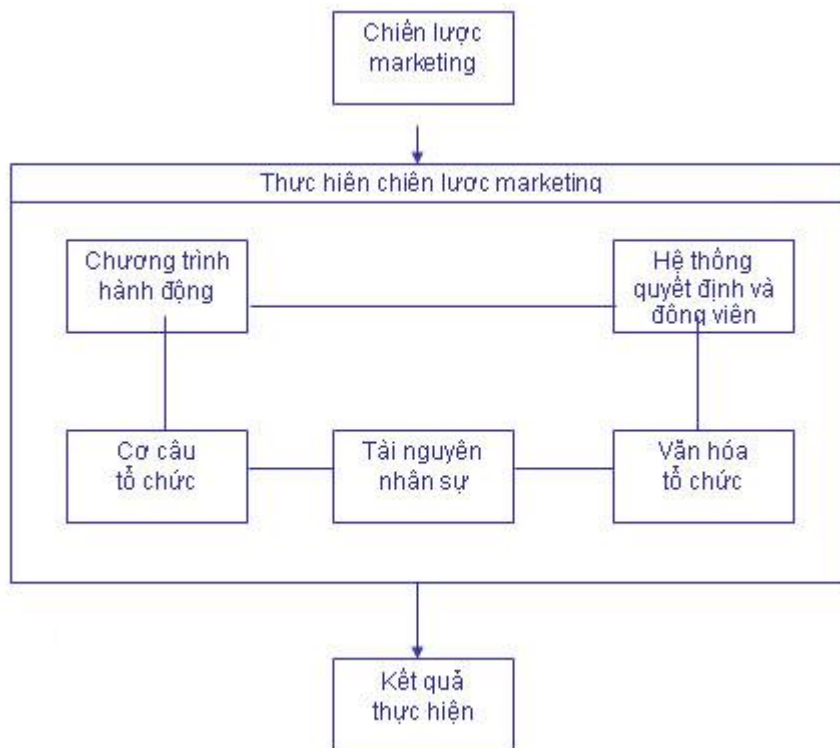 Chiến lược
marketing
Thực hiện chiến lược marketing
Chương trình
hành động
Hệ thống
quyết định và
động viên
Cơ câu
tổ chức
Tài nguyên
nhân sự
Văn hóa
tổ chức
Kết quả
thực hiện